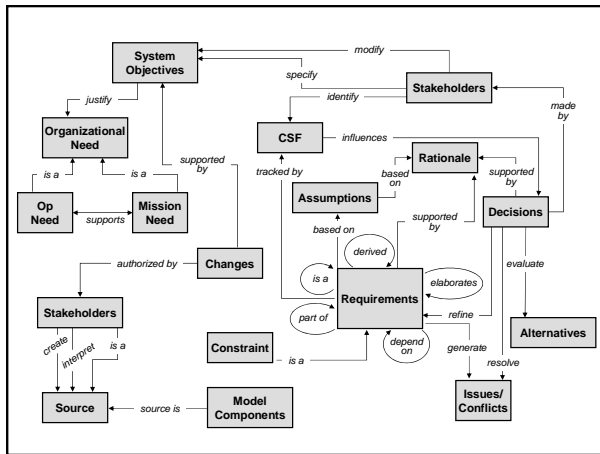 modify
System
Objectives
specify
Stakeholders
justify
identify
made
by
Organizational
Need
CSF
influences
Rationale
is a
is a
supported
by
tracked by
based
on
supported
by
Assumptions
Op
Need
supports
Mission
Need
Decisions
based on
supported
by
derived
authorized by
Changes
is a
elaborates
evaluate
Stakeholders
Requirements
part of
refine
create
interpret
is a
Constraint
is a
depend
on
generate
Alternatives
resolve
Source
source is
Model
Components
Issues/
Conflicts